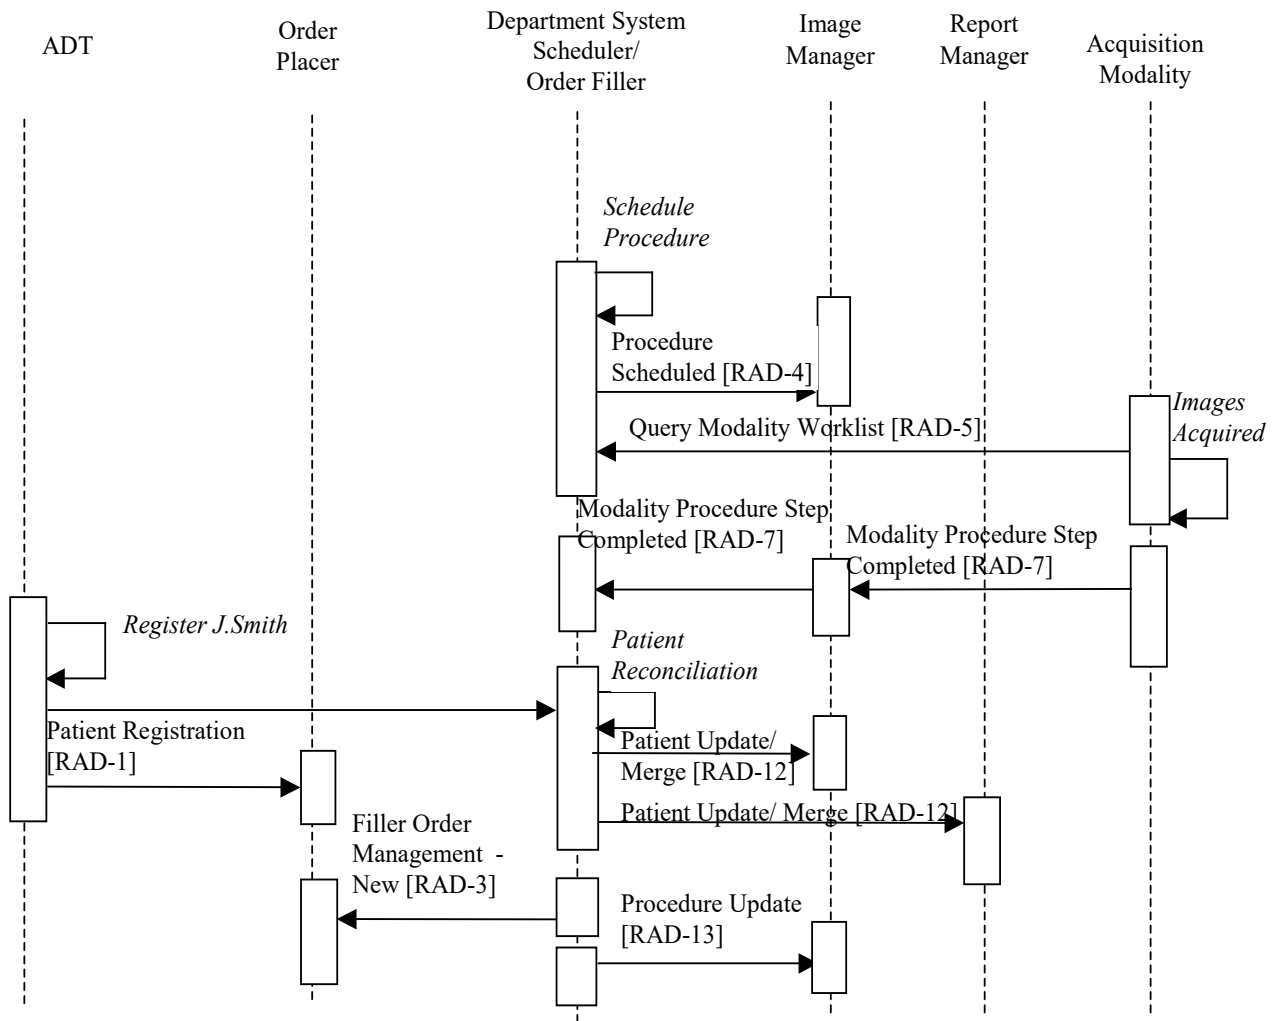 ADT
Order
Placer
Department System
Scheduler/
Order Filler
Image
Manager
Report
Manager
Acquisition
Modality
Schedule
Procedure
Procedure
Scheduled [RAD-4]
Images
Acquired
Query Modality Worklist [RAD-5]
Modality Procedure Step
Completed [RAD-7]
Modality Procedure Step
Completed [RAD-7]
Register J.Smith
Patient
Reconciliation
Patient Registration
[RAD-1]
Patient Update/
Merge [RAD-12]
Patient Update/ Merge [RAD-12]
Filler Order
Management -
New [RAD-3]
Procedure Update
[RAD-13]